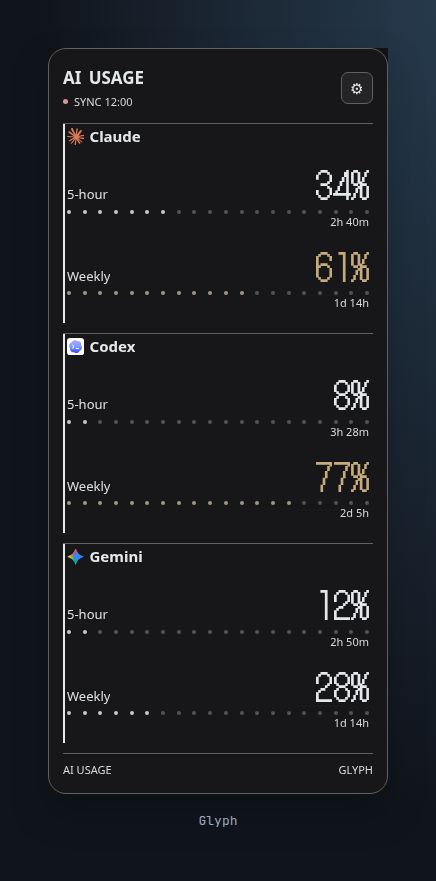 AI USAGE
SYNC 12:00
Claude
5-hour 34%
2h 40m
Weekly 61%
1d 14h
Codex
5-hour 8%
3h 28m
Weekly 77%
2d 5h
Gemini
5-hour 12%
2h 50m
Weekly 28%
1d 14h
AI USAGE GLYPH
Glyph